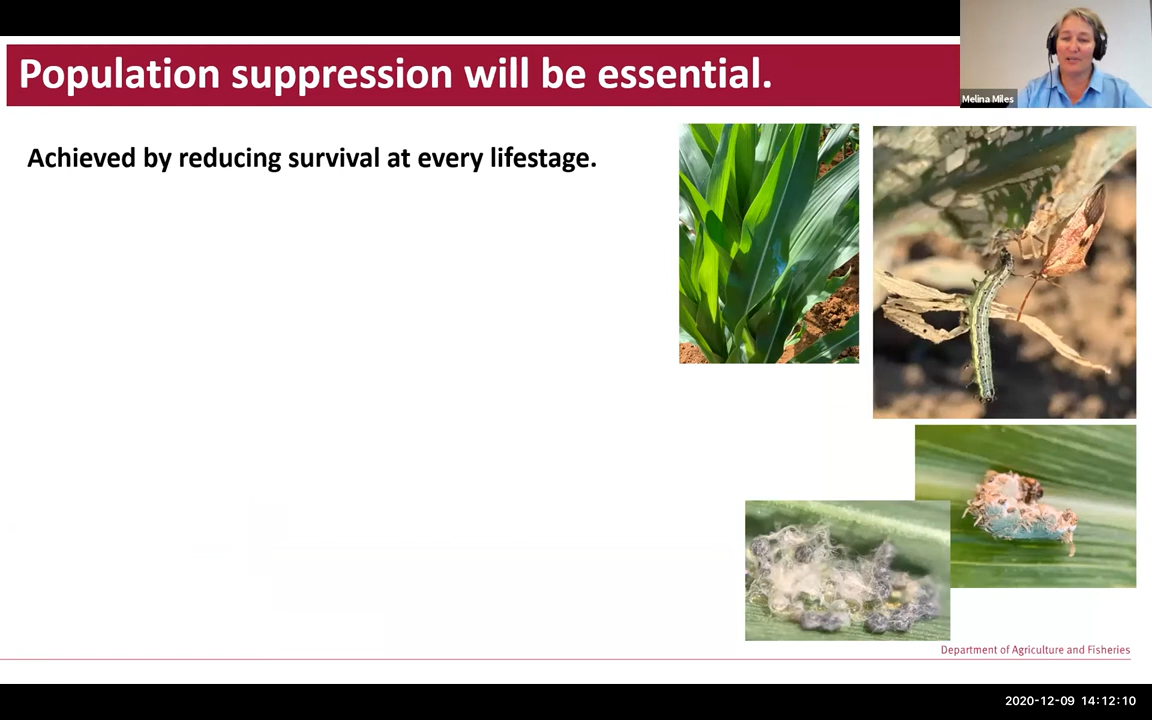 Population suppression will be essential.
Melina Miles
Achieved by reducing survival at every lifestage.
Department of Agriculture and Fisheries
2020-12-09 14:12:10